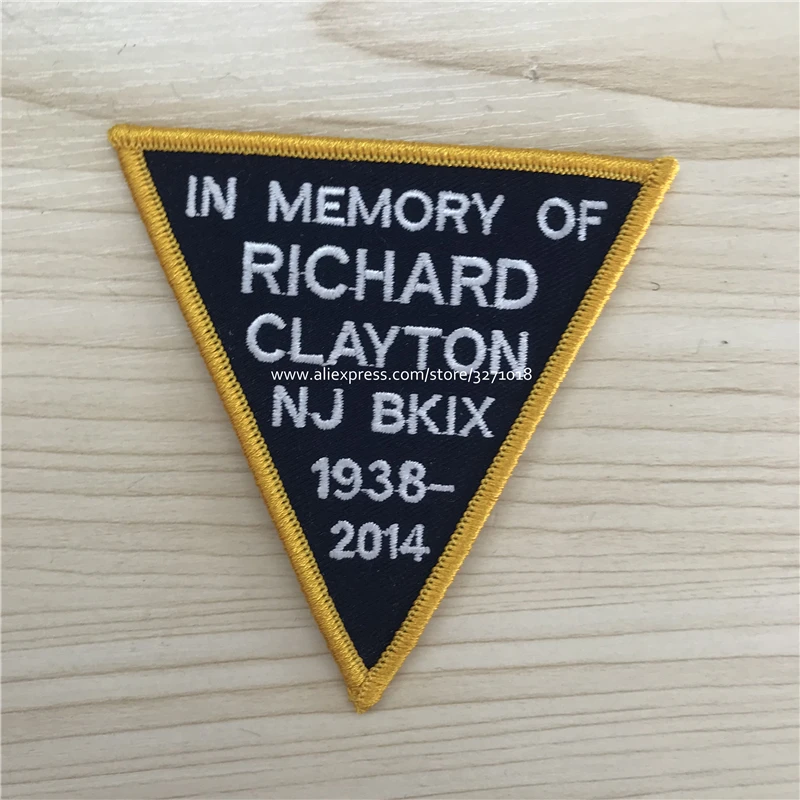 IN MEMORY OF
RICHARD
CLAYTON
www.aliexpress.com/store/3271018
NJ BKIX
1938-
2014